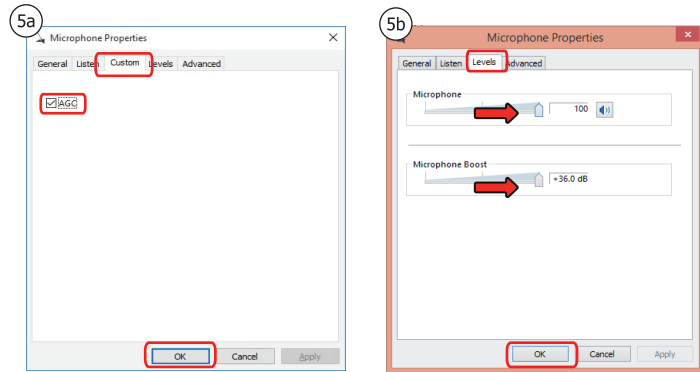 5a
Microphone Properties
General Listen Custom Levels Advanced
AGC
OK Cancel Apply
5b
Microphone Properties
General Listen Levels Advanced
Microphone
100
Microphone Boost
+36.0 dB
OK Cancel Apply